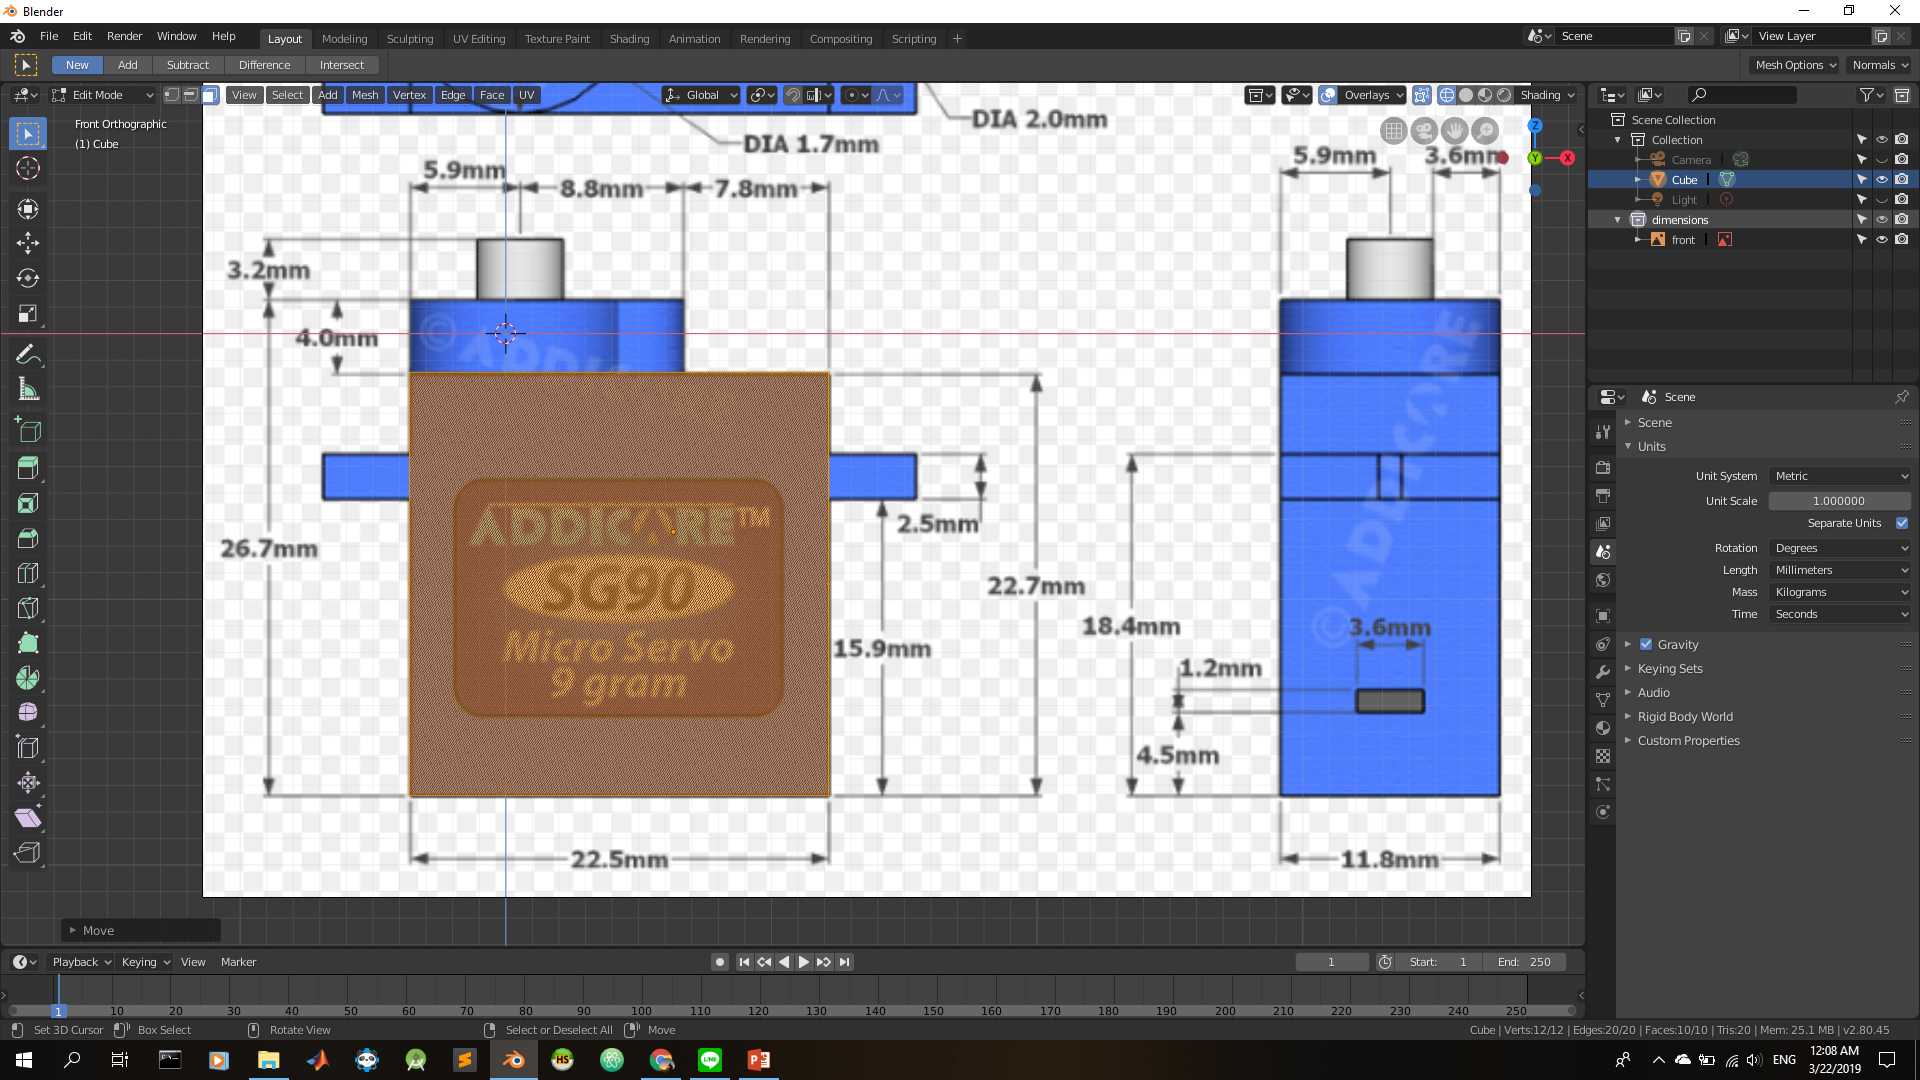 Blender
File Edit Render Window Help
Layout Modeling Sculpting UV Editing Texture Paint Shading Animation Rendering Compositing Scripting +
Scene View Layer
New Add Subtract Difference Intersect
Mesh Options Normals
Edit Mode View Select Add Mesh Vertex Edge Face UV Global Overlays Shading
Front Orthographic
(1) Cube
DIA 2.0mm
DIA 1.7mm
5.9mm
8.8mm
7.8mm
5.9mm
3.6mm
Z
Y
X
3.2mm
4.0mm
© ADDICORE
2.5mm
26.7mm
ADDICORE™
SG90
Micro Servo
9 gram
22.7mm
15.9mm
18.4mm
© ADDICORE
3.6mm
1.2mm
4.5mm
22.5mm
11.8mm
Move
Scene Collection
Collection
Camera
Cube
Light
dimensions
front
Scene
Scene
Units
Unit System Metric
Unit Scale 1.000000
Separate Units
Rotation Degrees
Length Millimeters
Mass Kilograms
Time Seconds
Gravity
Keying Sets
Audio
Rigid Body World
Custom Properties
Playback Keying View Marker
1 Start: 1 End: 250
1 10 20 30 40 50 60 70 80 90 100 110 120 130 140 150 160 170 180 190 200 210 220 230 240 250
Set 3D Cursor Box Select Rotate View Select or Deselect All Move
Cube | Verts:12/12 | Edges:20/20 | Faces:10/10 | Tris:20 | Mem: 25.1 MB | v2.80.45
HS
LINE
ENG
12:08 AM
3/22/2019